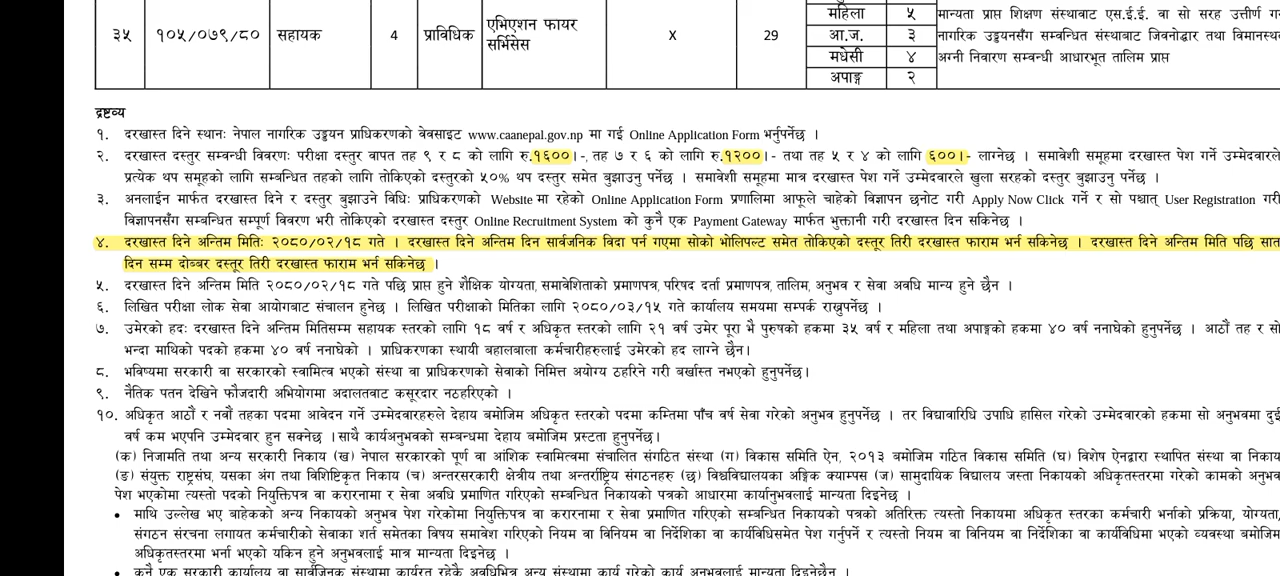 महिला ५ मान्यता प्राप्त शिक्षण संस्थाबाट एस.ई.ई. वा सो सरह उत्तीर्ण
३५ १०५/०७९/८० सहायक 4 प्राविधिक एभिएशन फायर सर्भिसेस X 29 आ.ज. ३ नागरिक उड्डयनसँग सम्वन्धित संस्थाबाट जिवनोद्धार तथा
मधेसी ४ अग्नी निवारण सम्वन्धी आधारभूत तालिम प्राप्त
अपाङ्ग २
द्रष्टव्य
१. दरखास्त दिने स्थानः नेपाल नागरिक उड्डयन प्राधिकरणको वेवसाइट www.caanepal.gov.np मा गई Online Application Form भर्नुपर्नेछ ।
२. दरखास्त दस्तुर सम्वन्धी विवरणः परीक्षा दस्तुर वापत तह ९ र ८ को लागि रु.१६००।-, तह ७ र ६ को लागि रु.१२००।- तथा तह ५ र ४ को लागि ६००।- लाग्नेछ । समावेशी समूहमा दरखास्त पेश गर्ने उम्मेदवारले
प्रत्येक थप समूहको लागि सम्वन्धित तहको लागि तोकिएको दस्तुरको ५०% थप दस्तुर समेत बुझाउनु पर्नेछ । समावेशी समूहमा मात्र दरखास्त पेश गर्ने उम्मेदवारले खुला सरहको दस्तुर बुझाउनु पर्नेछ ।
३. अनलाईन मार्फत दरखास्त दिने र दस्तुर बुझाउने विधिः प्राधिकरणको Website मा रहेको Online Application Form प्रणालिमा आफूले चाहेको विज्ञापन छनोट गरी Apply Now Click गर्ने र सो पश्चात् User Registration गरी
विज्ञापनसँग सम्वन्धित सम्पूर्ण विवरण भरी तोकिएको दरखास्त दस्तुर Online Recruitment System को कुनै एक Payment Gateway मार्फत भुक्तानी गरी दरखास्त दिन सकिनेछ ।
४. दरखास्त दिने अन्तिम मितिः २०८०/०२/१८ गते । दरखास्त दिने अन्तिम दिन सार्वजनिक विदा पर्न गएमा सोको भोलिपल्ट समेत तोकिएको दस्तूर तिरी दरखास्त फाराम भर्न सकिनेछ । दरखास्त दिने अन्तिम मिति पछि सात
दिन सम्म दोब्बर दस्तूर तिरी दरखास्त फाराम भर्न सकिनेछ ।
५. दरखास्त दिने अन्तिम मिति २०८०/०२/१८ गते पछि प्राप्त हुने शैक्षिक योग्यता, समावेशिताको प्रमाणपत्र, परिषद दर्ता प्रमाणपत्र, तालिम, अनुभव र सेवा अवधि मान्य हुने छैन ।
६. लिखित परीक्षा लोक सेवा आयोगबाट संचालन हुनेछ । लिखित परीक्षाको मितिका लागि २०८०/०३/१५ गते कार्यालय समयमा सम्पर्क राख्नुपर्नेछ ।
७. उमेरको हदः दरखास्त दिने अन्तिम मितिसम्म सहायक स्तरको लागि १८ वर्ष र अधिकृत स्तरको लागि २१ वर्ष उमेर पूरा भै पुरुषको हकमा ३५ वर्ष र महिला तथा अपाङ्गको हकमा ४० वर्ष ननाघेको हुनुपर्नेछ । आठौं तह र सो
भन्दा माथिको पदको हकमा ४० वर्ष ननाघेको । प्राधिकरणका स्थायी बहालबाला कर्मचारीहरुलाई उमेरको हद लाग्ने छैन।
८. भविष्यमा सरकारी वा सरकारको स्वामित्व भएको संस्था वा प्राधिकरणको सेवाको निमित्त अयोग्य ठहरिने गरी बर्खास्त नभएको हुनुपर्नेछ।
९. नैतिक पतन देखिने फौजदारी अभियोगमा अदालतवाट कसूरदार नठहरिएको ।
१०. अधिकृत आठौं र नवौं तहका पदमा आवेदन गर्ने उम्मेदवारहरुले देहाय बमोजिम अधिकृत स्तरको पदमा कम्तिमा पाँच वर्ष सेवा गरेको अनुभव हुनुपर्नेछ । तर विद्यावारिधि उपाधि हासिल गरेको उम्मेदवारको हकमा सो अनुभवमा दुई
वर्ष कम भएपनि उम्मेदवार हुन सक्नेछ ।साथै कार्यअनुभवको सम्बन्धमा देहाय बमोजिम प्रस्टता हुनुपर्नेछ।
(क) निजामति तथा अन्य सरकारी निकाय (ख) नेपाल सरकारको पूर्ण वा आंशिक स्वामित्वमा संचालित संगठित संस्था (ग) विकास समिति ऐन, २०१३ बमोजिम गठित विकास समिति (घ) विशेष ऐनद्वारा स्थापित संस्था वा निकाय
(ङ) संयुक्त राष्ट्रसंघ, यसका अंग तथा विशिष्टिकृत निकाय (च) अन्तरसरकारी क्षेत्रीय तथा अन्तर्राष्ट्रिय संगठनहरु (छ) विश्वविद्यालयका अङ्गिक क्याम्पस (ज) सामुदायिक विद्यालय जस्ता निकायको अधिकृतस्तरमा गरेको कामको अनुभव
पेश भएकोमा त्यस्तो पदको नियुक्तिपत्र वा करारनामा र सेवा अवधि प्रमाणित गरिएको सम्बन्धित निकायको पत्रको आधारमा कार्यानुभवलाई मान्यता दिइनेछ ।
• माथि उल्लेख भए बाहेकको अन्य निकायको अनुभव पेश गरेकोमा नियुक्तिपत्र वा करारनामा र सेवा प्रमाणित गरिएको सम्बन्धित निकायको पत्रको अतिरिक्त त्यस्तो निकायमा अधिकृत स्तरका कर्मचारी भर्नाको प्रक्रिया, योग्यता,
संगठन संरचना लगायत कर्मचारीको सेवाका शर्त समेतका विषय समावेश गरिएको नियम वा विनियम वा निर्देशिका वा कार्यविधिसमेत पेश गर्नुपर्ने र त्यस्तो नियम वा विनियम वा निर्देशिका वा कार्यविधिमा भएको व्यवस्था बमोजिम
अधिकृतस्तरमा भर्ना भएको यकिन हुने अनुभवलाई मात्र मान्यता दिइनेछ ।
• कुनै एक सरकारी कार्यालय वा सार्वजनिक संस्थामा कार्यरत रहेकै अवधिभित्र अन्य संस्थामा कार्य गरेको कार्य अनुभवलाई मान्यता दिइनेछैन ।